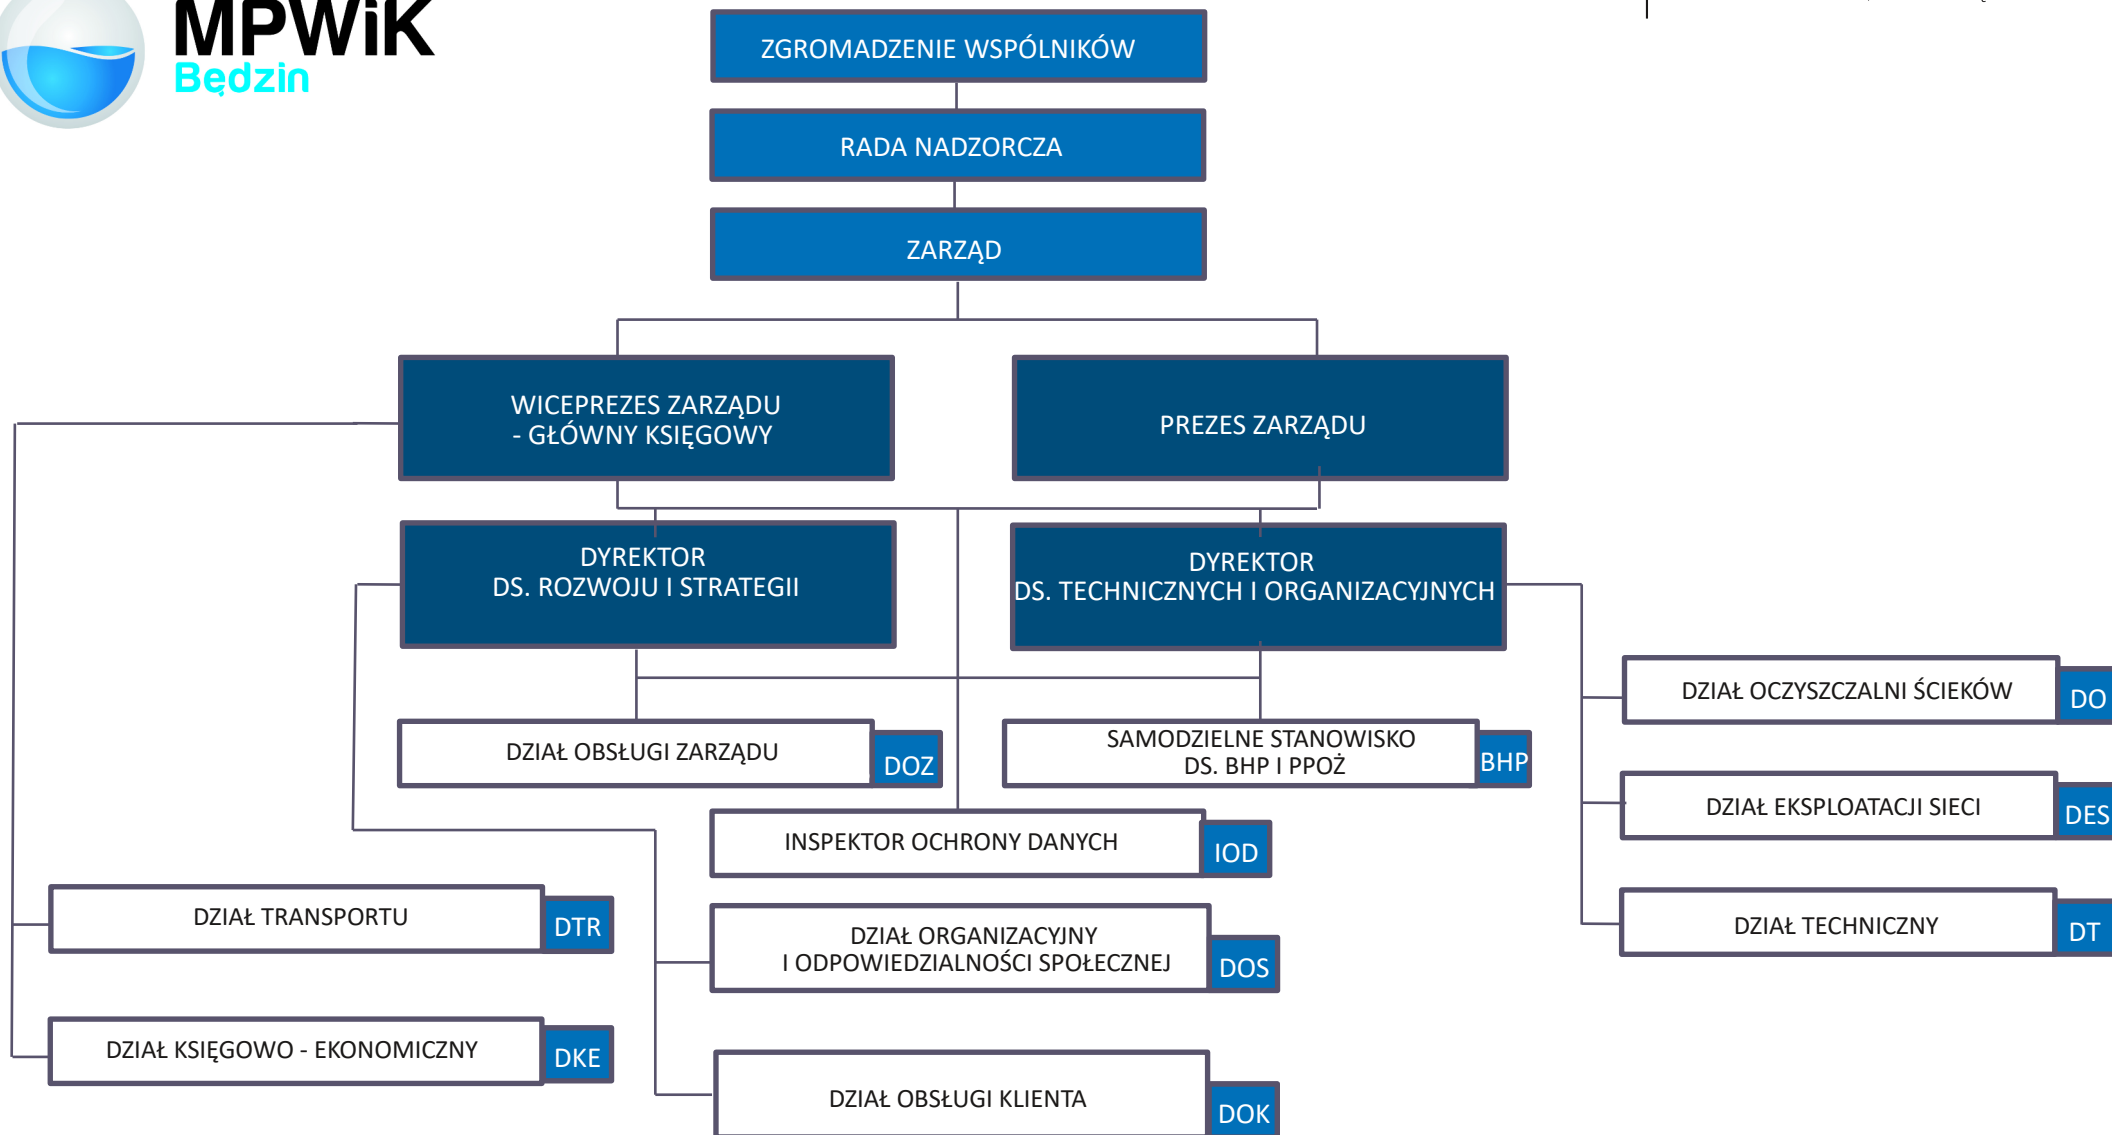 MPWiK
Będzin
ZGROMADZENIE WSPÓLNIKÓW
RADA NADZORCZA
ZARZĄD
WICEPREZES ZARZĄDU
- GŁÓWNY KSIĘGOWY
PREZES ZARZĄDU
DYREKTOR
DS. ROZWOJU I STRATEGII
DYREKTOR
DS. TECHNICZNYCH I ORGANIZACYJNYCH
DZIAŁ OCZYSZCZALNI ŚCIEKÓW
DO
DZIAŁ OBSŁUGI ZARZĄDU
DOZ
SAMODZIELNE STANOWISKO
DS. BHP I PPOŻ
BHP
DZIAŁ EKSPLOATACJI SIECI
DES
INSPEKTOR OCHRONY DANYCH
IOD
DZIAŁ TRANSPORTU
DTR
DZIAŁ ORGANIZACYJNY
I ODPOWIEDZIALNOŚCI SPOŁECZNEJ
DOS
DZIAŁ TECHNICZNY
DT
DZIAŁ KSIĘGOWO - EKONOMICZNY
DKE
DZIAŁ OBSŁUGI KLIENTA
DOK